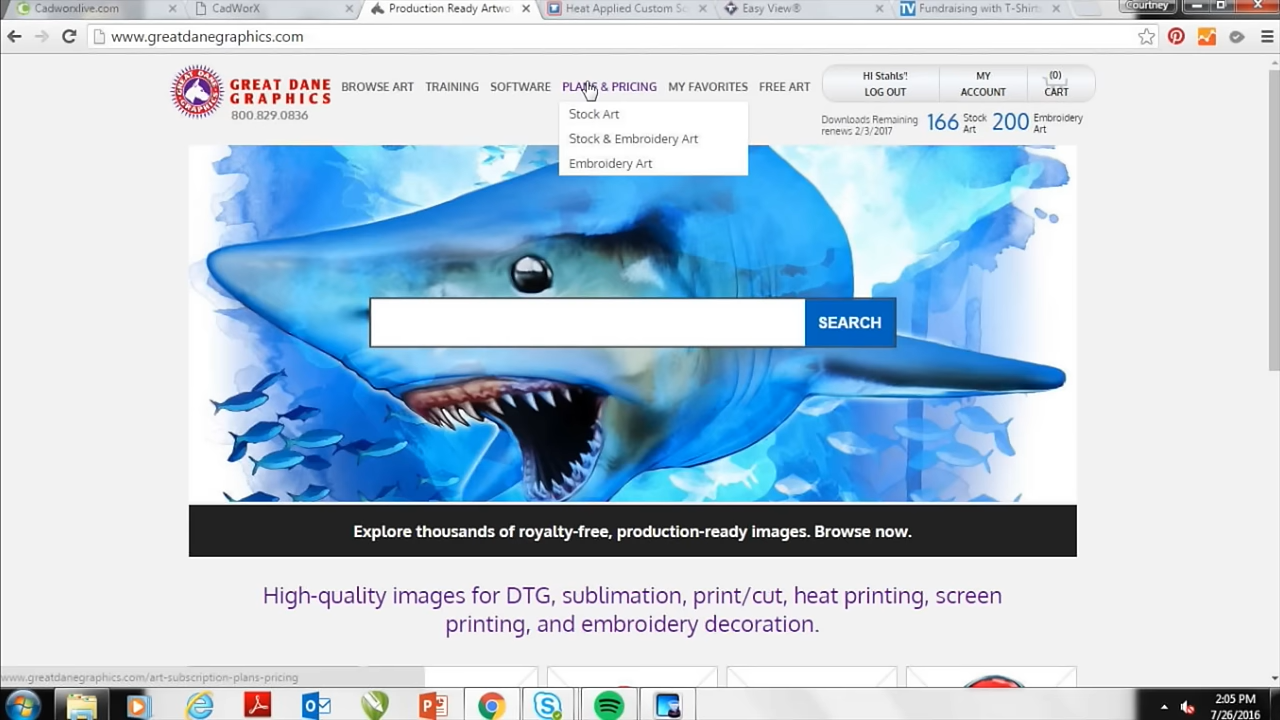 Cadworxlive.com
CadWorX
Production Ready Artwo
Heat Applied Custom Sc
Easy View®
Fundraising with T-Shirts
Courtney
www.greatdanegraphics.com
GREAT DANE
GRAPHICS
800.829.0836
BROWSE ART
TRAINING
SOFTWARE
PLANS & PRICING
MY FAVORITES
FREE ART
Hi Stahls'!
LOG OUT
MY
ACCOUNT
(0)
CART
Stock Art
Stock & Embroidery Art
Embroidery Art
Downloads Remaining
renews 2/3/2017
166 Stock Art
200 Embroidery Art
SEARCH
Explore thousands of royalty-free, production-ready images. Browse now.
High-quality images for DTG, sublimation, print/cut, heat printing, screen
printing, and embroidery decoration.
www.greatdanegraphics.com/art-subscription-plans-pricing
2:05 PM
7/26/2016